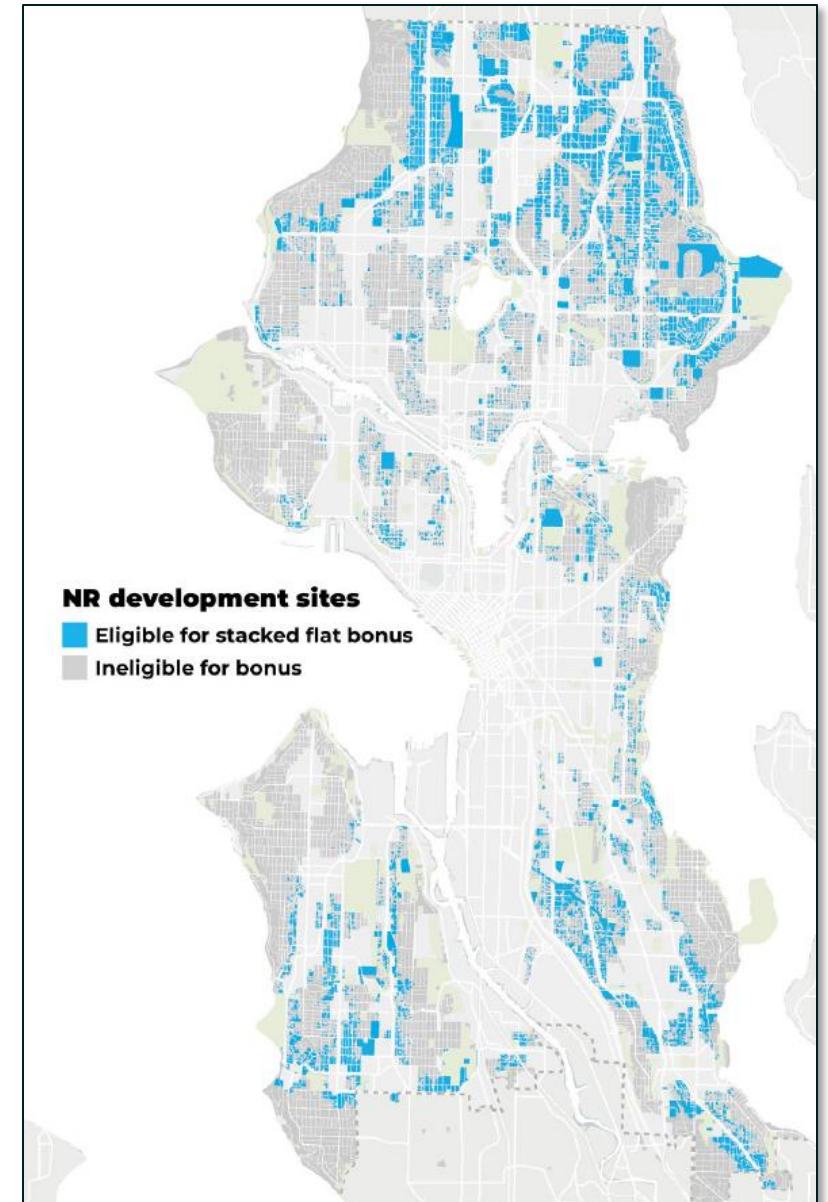 NR development sites
Eligible for stacked flat bonus
Ineligible for bonus